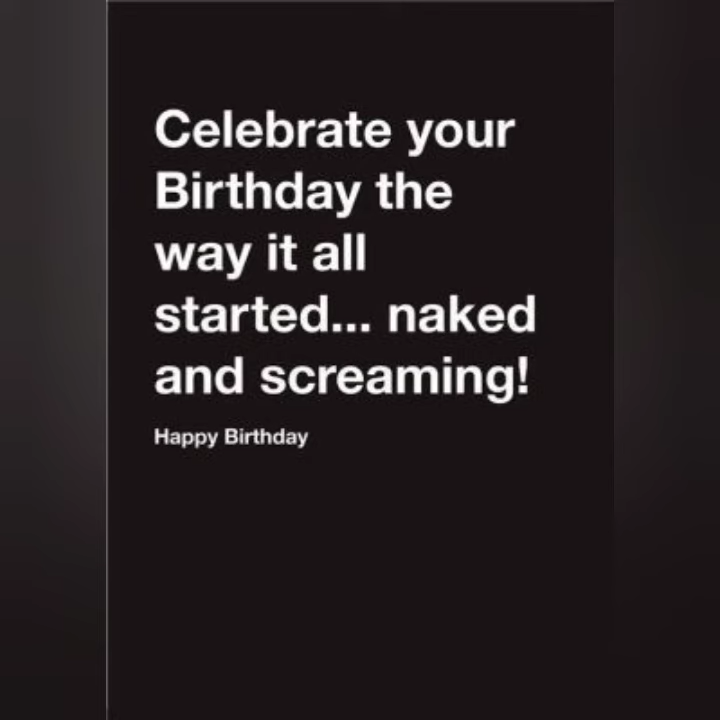 Celebrate your
Birthday the
way it all
started... naked
and screaming!
Happy Birthday